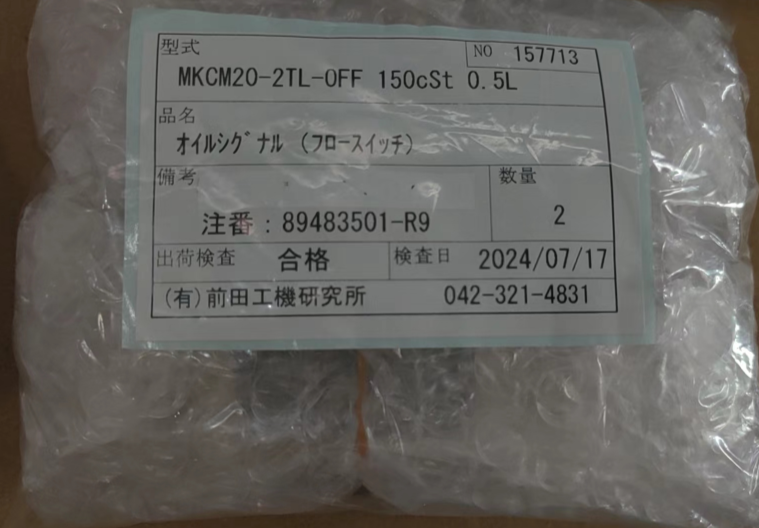 型式
NO 157713
MKCM20-2TL-OFF 150cSt 0.5L
品名
オイルシグナル (フロースイッチ)
備考
数量
注番:89483501-R9
2
出荷検査 合格 検査日 2024/07/17
(有)前田工機研究所 042-321-4831